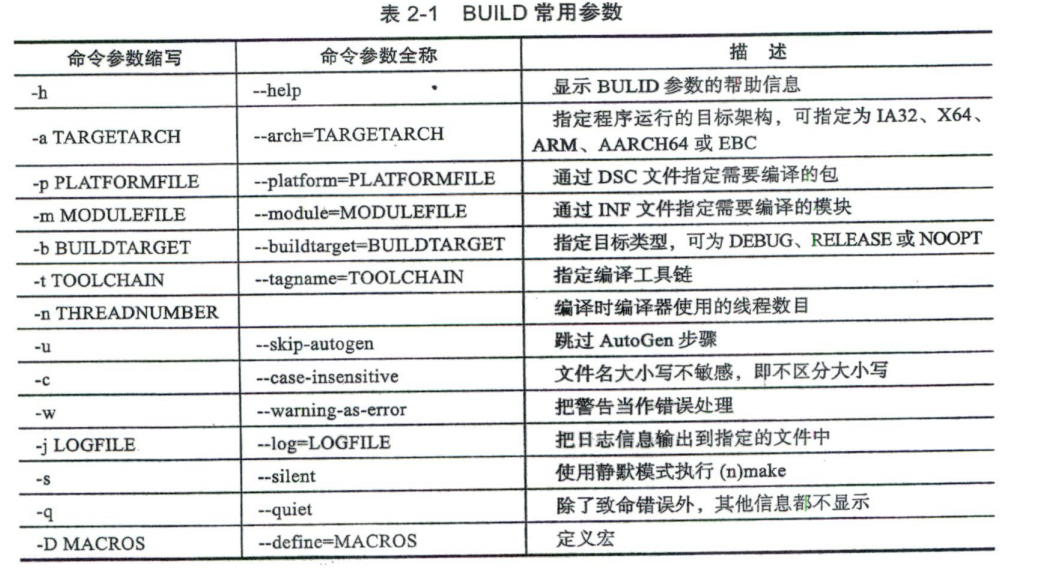 表 2-1 BUILD 常用参数
命令参数缩写 命令参数全称 描 述
-h --help 显示 BULID 参数的帮助信息
-a TARGETARCH --arch=TARGETARCH 指定程序运行的目标架构，可指定为 IA32、X64、
ARM、AARCH64 或 EBC
-p PLATFORMFILE --platform=PLATFORMFILE 通过 DSC 文件指定需要编译的包
-m MODULEFILE --module=MODULEFILE 通过 INF 文件指定需要编译的模块
-b BUILDTARGET --buildtarget=BUILDTARGET 指定目标类型，可为 DEBUG、RELEASE 或 NOOPT
-t TOOLCHAIN --tagname=TOOLCHAIN 指定编译工具链
-n THREADNUMBER 编译时编译器使用的线程数目
-u --skip-autogen 跳过 AutoGen 步骤
-c --case-insensitive 文件名大小写不敏感，即不区分大小写
-w --warning-as-error 把警告当作错误处理
-j LOGFILE --log=LOGFILE 把日志信息输出到指定的文件中
-s --silent 使用静默模式执行 (n)make
-q --quiet 除了致命错误外，其他信息都不显示
-D MACROS --define=MACROS 定义宏